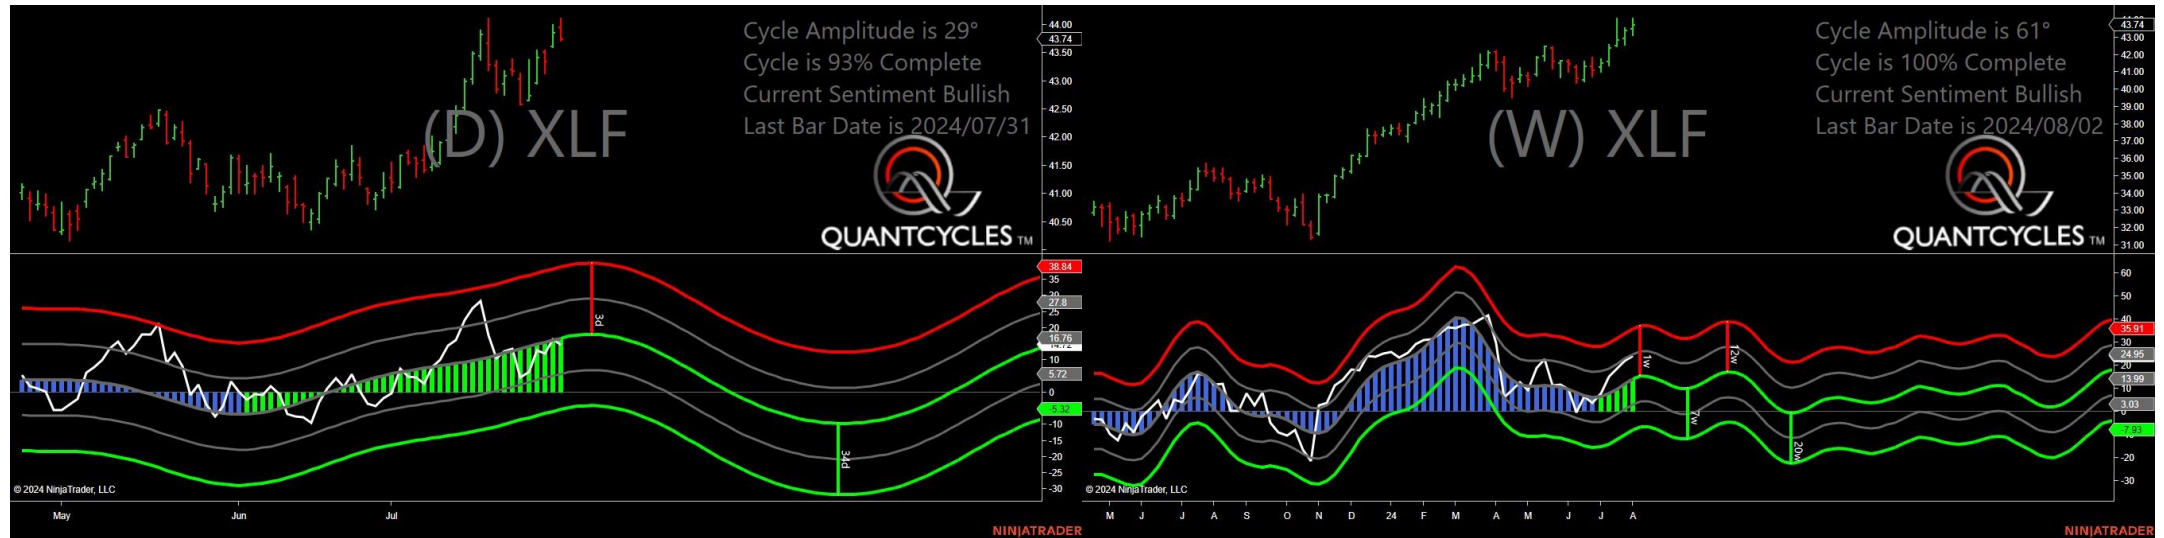 Cycle Amplitude is 29°
Cycle is 93% Complete
Current Sentiment Bullish
Last Bar Date is 2024/07/31
(D) XLF
QUANTCYCLES TM
44.00
43.74
43.50
43.00
42.50
42.00
41.50
41.00
40.50
38.84
35
27.8
25
20
16.76
14.72
10
5.72
0
-5.32
-10
-15
-20
-25
-30
3d
34d
© 2024 NinjaTrader, LLC
May Jun Jul
NINJATRADER
Cycle Amplitude is 61°
Cycle is 100% Complete
Current Sentiment Bullish
Last Bar Date is 2024/08/02
(W) XLF
QUANTCYCLES TM
43.74
43.00
42.00
41.00
40.00
39.00
38.00
37.00
36.00
35.00
34.00
33.00
32.00
31.00
60
50
40
35.91
30
24.95
20
13.99
10
3.03
-7.93
-20
-30
1w
12w
7w
20w
© 2024 NinjaTrader, LLC
M J J A S O N D 24 F M A M J J A
NINJATRADER